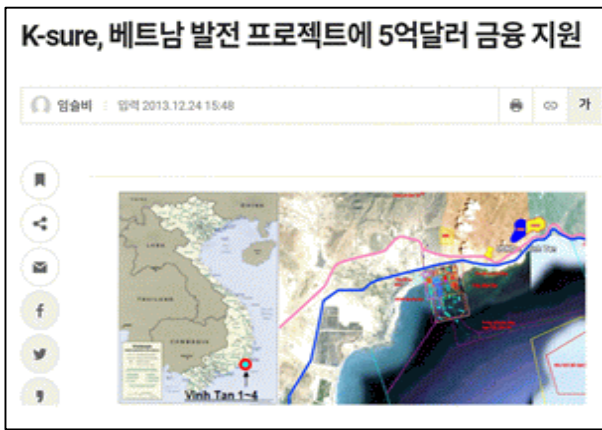 K-sure, 베트남 발전 프로젝트에 5억달러 금융 지원
임슬비 입력 2013.12.24 15:48 가
LAOS
THAILAND
CAMBODIA
Vinh Tan 1~4